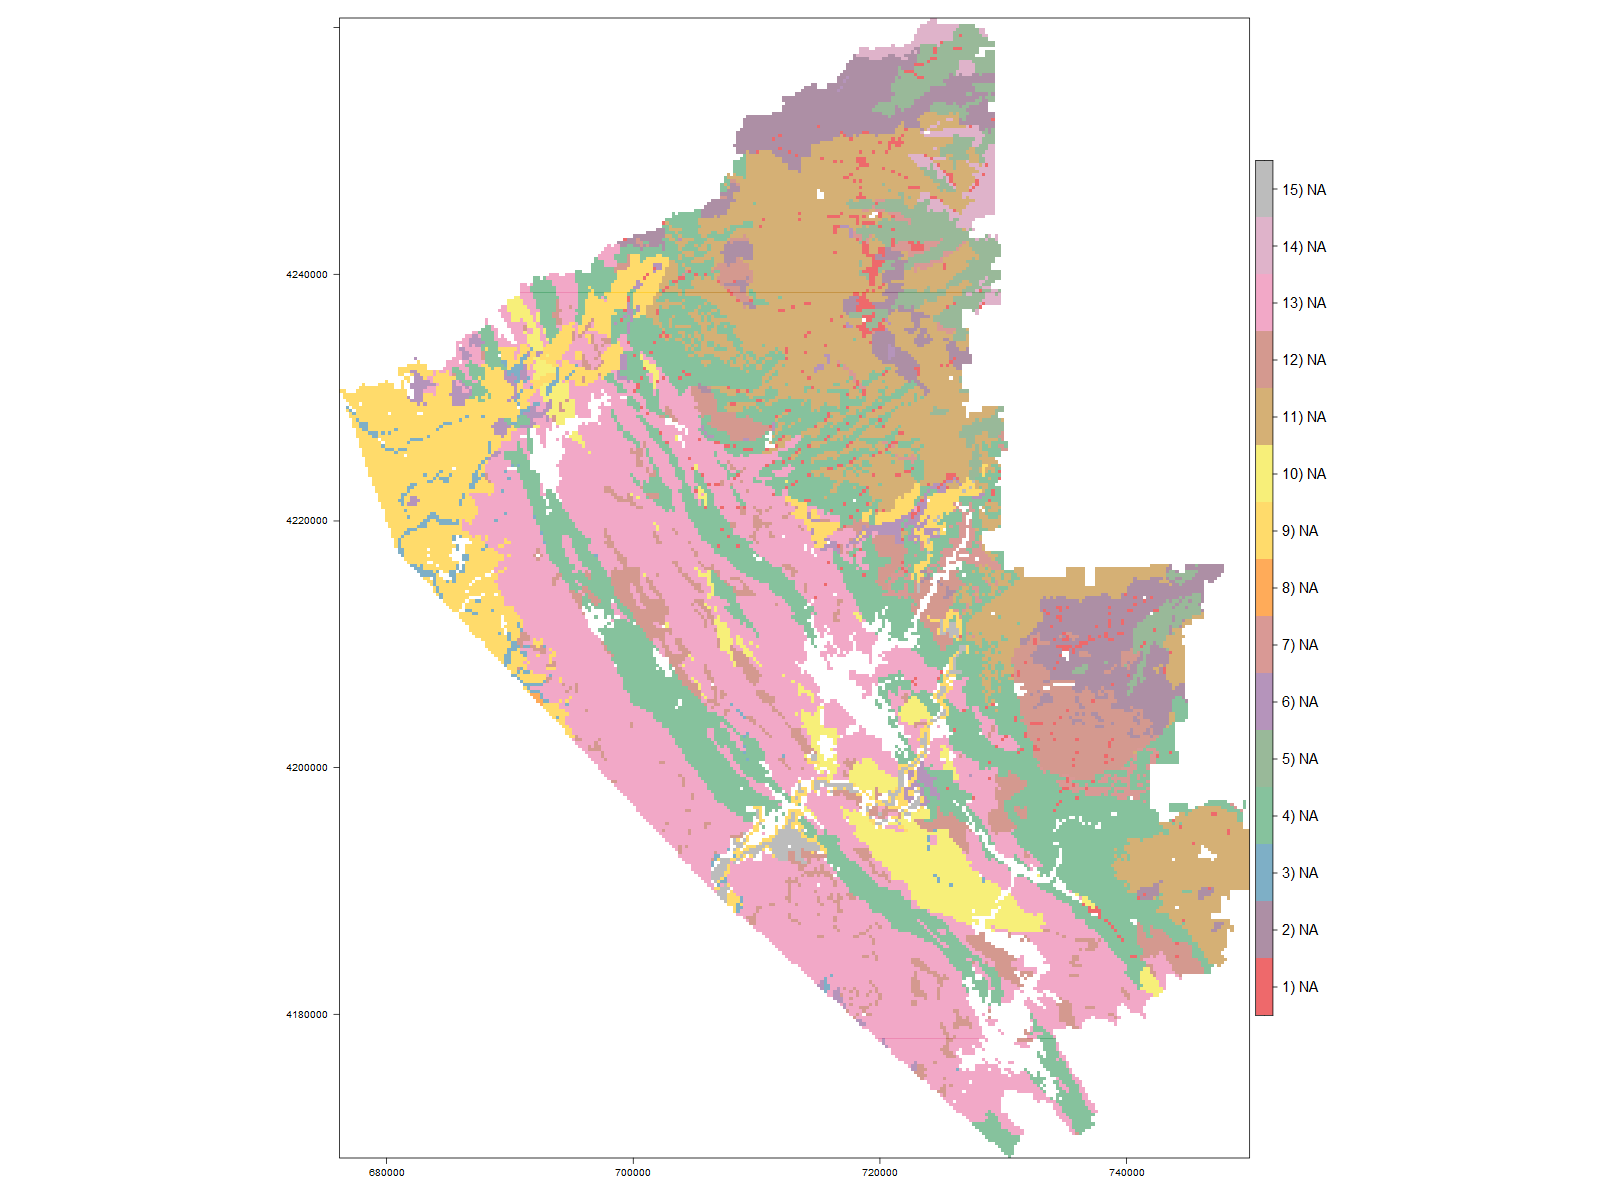 4240000
4220000
4200000
4180000
680000 700000 720000 740000
15) NA
14) NA
13) NA
12) NA
11) NA
10) NA
9) NA
8) NA
7) NA
6) NA
5) NA
4) NA
3) NA
2) NA
1) NA